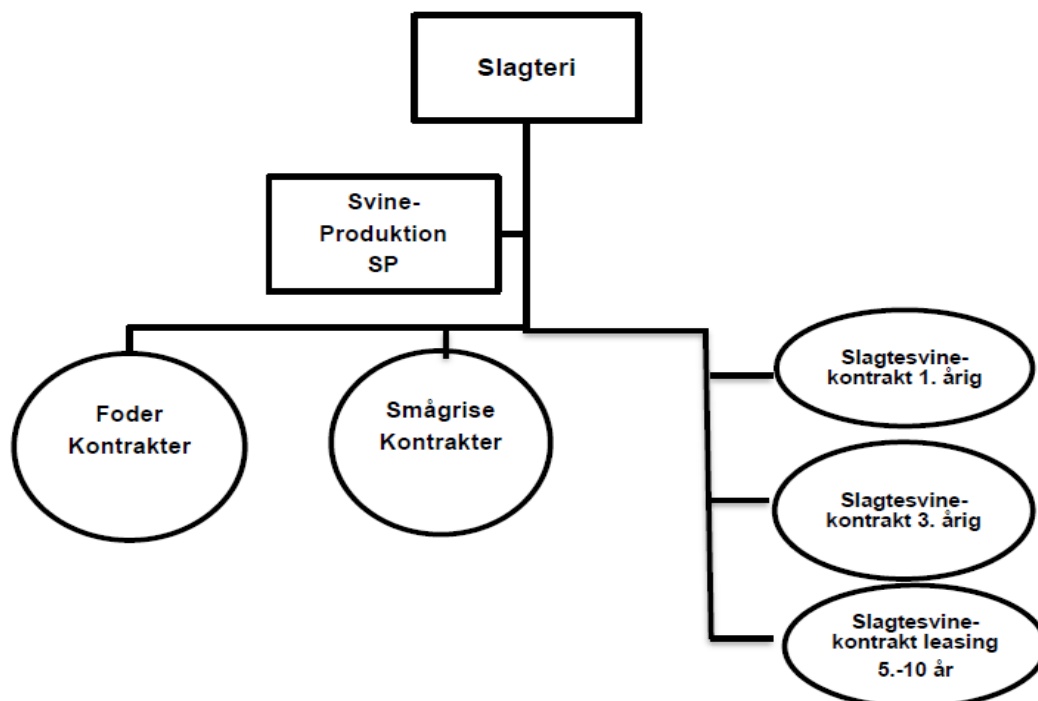 Slagteri
Svine-
Produktion
SP
Foder
Kontrakter
Smågrise
Kontrakter
Slagtesvine-
kontrakt 1. årig
Slagtesvine-
kontrakt 3. årig
Slagtesvine-
kontrakt leasing
5.-10 år